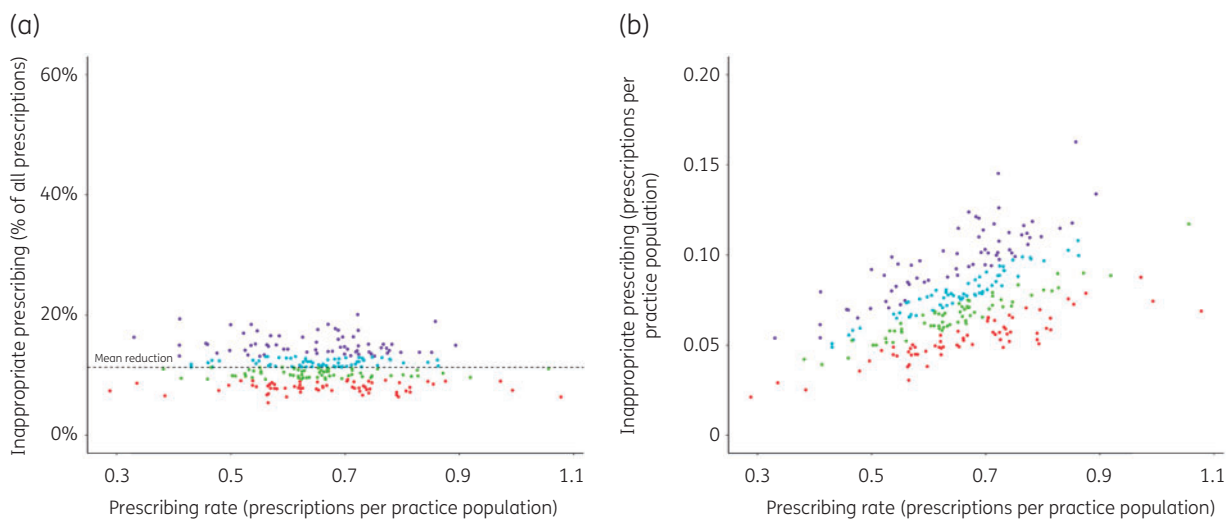 (a)
Inappropriate prescribing (% of all prescriptions)
60%
40%
20%
0%
Mean reduction
0.3 0.5 0.7 0.9 1.1
Prescribing rate (prescriptions per practice population)
(b)
Inappropriate prescribing (prescriptions per
practice population)
0.20
0.15
0.10
0.05
0
0.3 0.5 0.7 0.9 1.1
Prescribing rate (prescriptions per practice population)